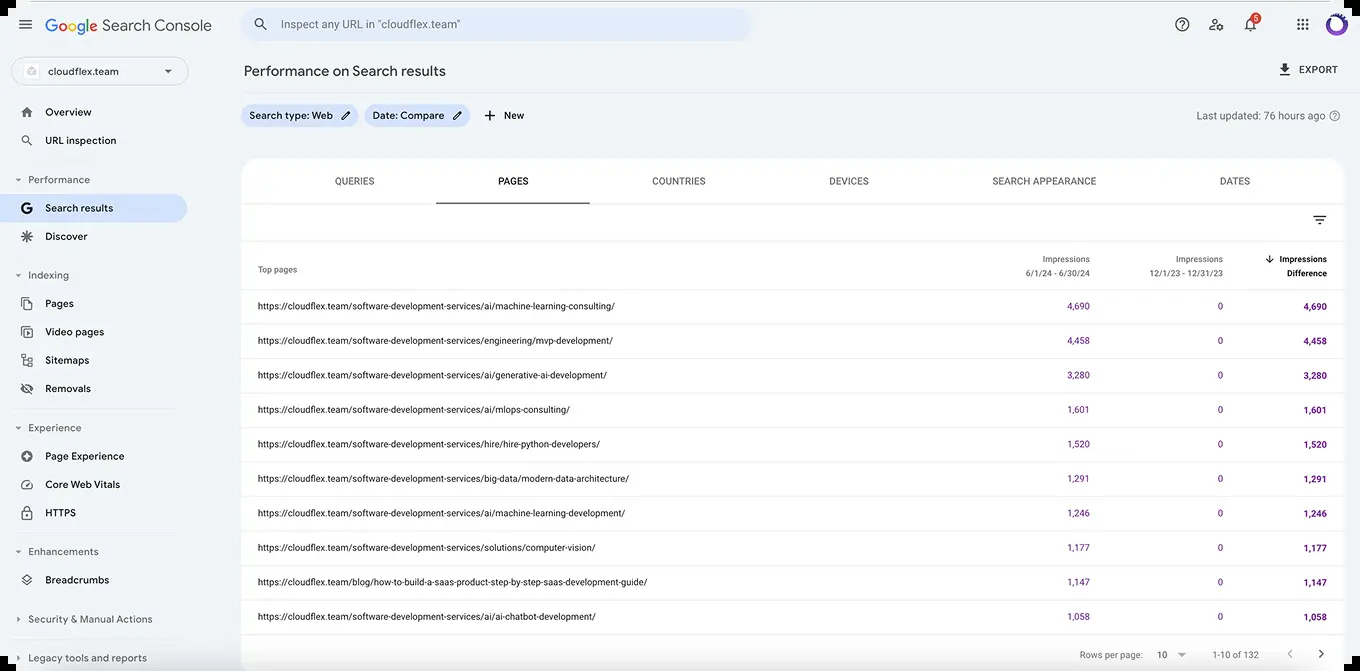 Google Search Console
Inspect any URL in "cloudflex.team"
5
cloudflex.team
Performance on Search results
EXPORT
Overview
URL inspection
Performance
Search results
Discover
Indexing
Pages
Video pages
Sitemaps
Removals
Experience
Page Experience
Core Web Vitals
HTTPS
Enhancements
Breadcrumbs
Security & Manual Actions
Legacy tools and reports
Search type: Web
Date: Compare
New
Last updated: 76 hours ago
QUERIES PAGES COUNTRIES DEVICES SEARCH APPEARANCE DATES
Top pages
Impressions
6/1/24 - 6/30/24
Impressions
12/1/23 - 12/31/23
Impressions
Difference
https://cloudflex.team/software-development-services/ai/machine-learning-consulting/ 4,690 0 4,690
https://cloudflex.team/software-development-services/engineering/mvp-development/ 4,458 0 4,458
https://cloudflex.team/software-development-services/ai/generative-ai-development/ 3,280 0 3,280
https://cloudflex.team/software-development-services/ai/mlops-consulting/ 1,601 0 1,601
https://cloudflex.team/software-development-services/hire/hire-python-developers/ 1,520 0 1,520
https://cloudflex.team/software-development-services/big-data/modern-data-architecture/ 1,291 0 1,291
https://cloudflex.team/software-development-services/ai/machine-learning-development/ 1,246 0 1,246
https://cloudflex.team/software-development-services/solutions/computer-vision/ 1,177 0 1,177
https://cloudflex.team/blog/how-to-build-a-saas-product-step-by-step-saas-development-guide/ 1,147 0 1,147
https://cloudflex.team/software-development-services/ai/ai-chatbot-development/ 1,058 0 1,058
Rows per page: 10 1-10 of 132